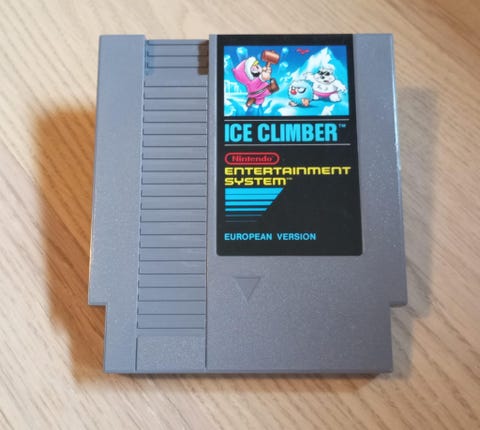 ICE CLIMBER™
Nintendo
ENTERTAINMENT
SYSTEM™
EUROPEAN VERSION